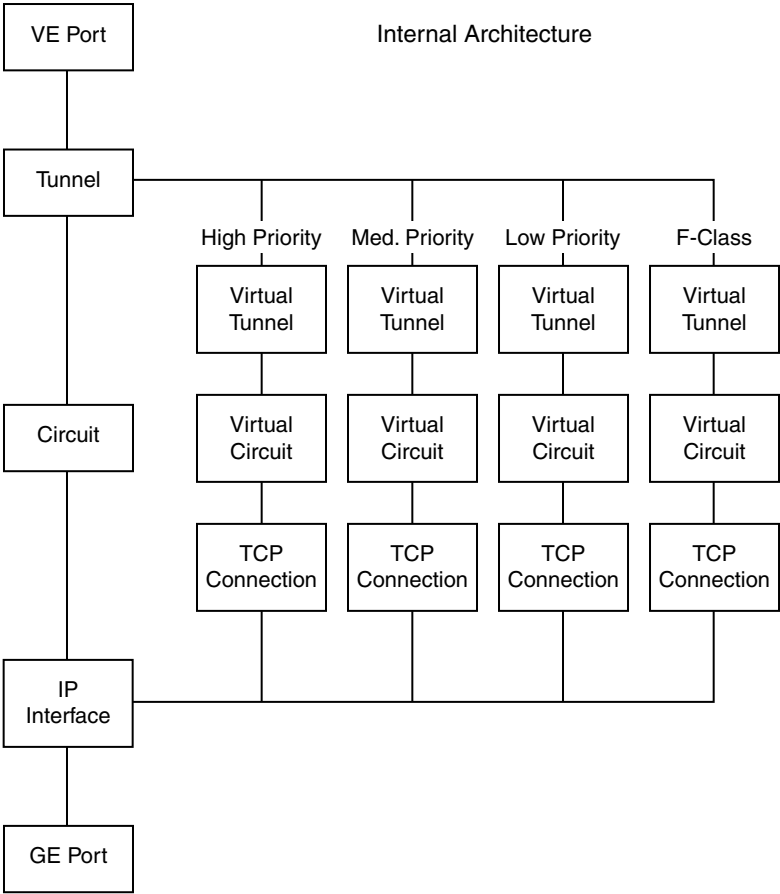 VE Port
Internal Architecture
Tunnel
High Priority
Med. Priority
Low Priority
F-Class
Virtual
Tunnel
Virtual
Tunnel
Virtual
Tunnel
Virtual
Tunnel
Circuit
Virtual
Circuit
Virtual
Circuit
Virtual
Circuit
Virtual
Circuit
TCP
Connection
TCP
Connection
TCP
Connection
TCP
Connection
IP
Interface
GE Port